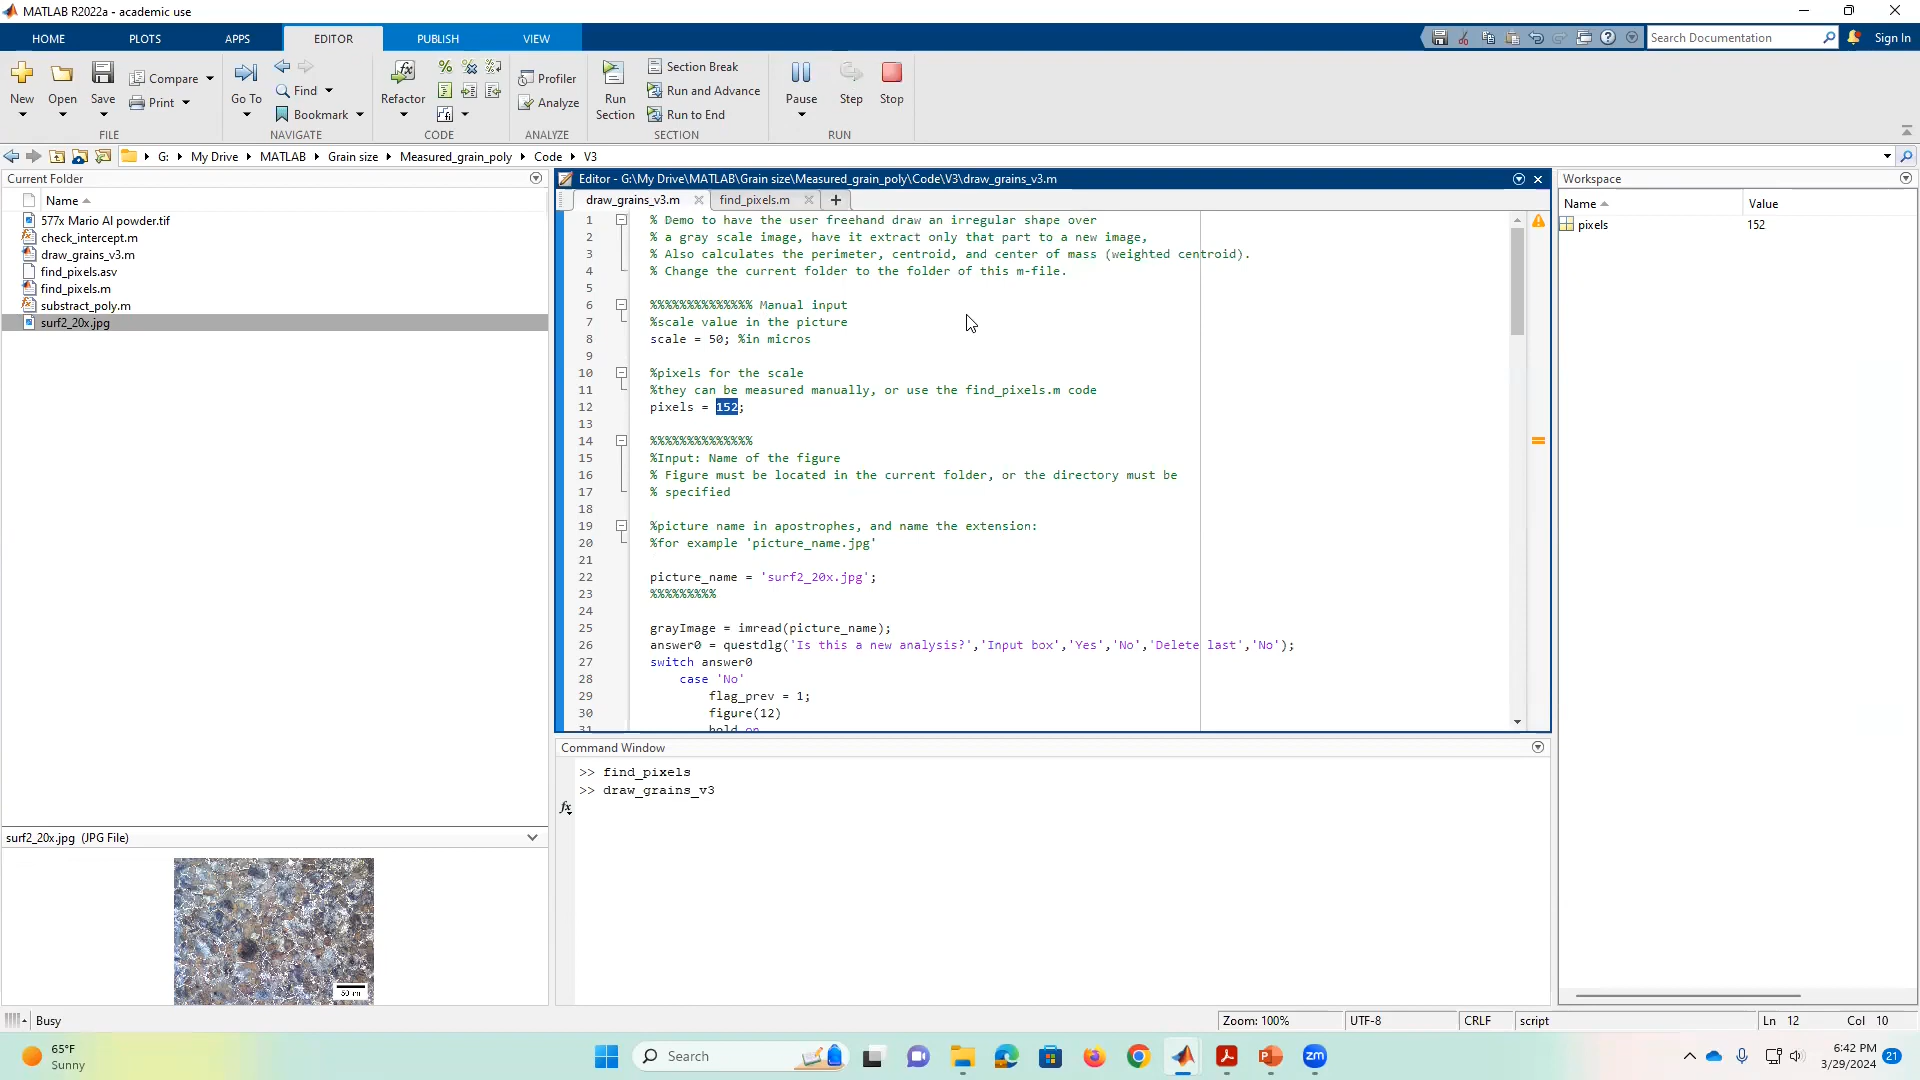 MATLAB R2022a - academic use
HOME PLOTS APPS EDITOR PUBLISH VIEW Search Documentation Sign In
New Open Save Compare Print Go To Find Bookmark Refactor Profiler Analyze Run Section Section Break Run and Advance Run to End Pause Step Stop
FILE NAVIGATE CODE ANALYZE SECTION RUN
G: My Drive MATLAB Grain size Measured_grain_poly Code V3
Current Folder
Name
577x Mario Al powder.tif
check_intercept.m
draw_grains_v3.m
find_pixels.asv
find_pixels.m
substract_poly.m
surf2_20x.jpg
surf2_20x.jpg (JPG File)
Editor - G:\My Drive\MATLAB\Grain size\Measured_grain_poly\Code\V3\draw_grains_v3.m
draw_grains_v3.m find_pixels.m
1 % Demo to have the user freehand draw an irregular shape over
2 % a gray scale image, have it extract only that part to a new image,
3 % Also calculates the perimeter, centroid, and center of mass (weighted centroid).
4 % Change the current folder to the folder of this m-file.
5
6 %%%%%%%%%%%%%% Manual input
7 %scale value in the picture
8 scale = 50; %in micros
9
10 %pixels for the scale
11 %they can be measured manually, or use the find_pixels.m code
12 pixels = 152;
13
14 %%%%%%%%%%%%%%
15 %Input: Name of the figure
16 % Figure must be located in the current folder, or the directory must be
17 % specified
18
19 %picture name in apostrophes, and name the extension:
20 %for example 'picture_name.jpg'
21
22 picture_name = 'surf2_20x.jpg';
23 %%%%%%%%%
24
25 grayImage = imread(picture_name);
26 answer0 = questdlg('Is this a new analysis?','Input box','Yes','No','Delete last','No');
27 switch answer0
28 case 'No'
29 flag_prev = 1;
30 figure(12)
31 hold on
Command Window
>> find_pixels
>> draw_grains_v3
fx
Workspace
Name Value
pixels 152
Busy Zoom: 100% UTF-8 CRLF script Ln 12 Col 10
65°F
Sunny
Search
zm
6:42 PM
3/29/2024
21